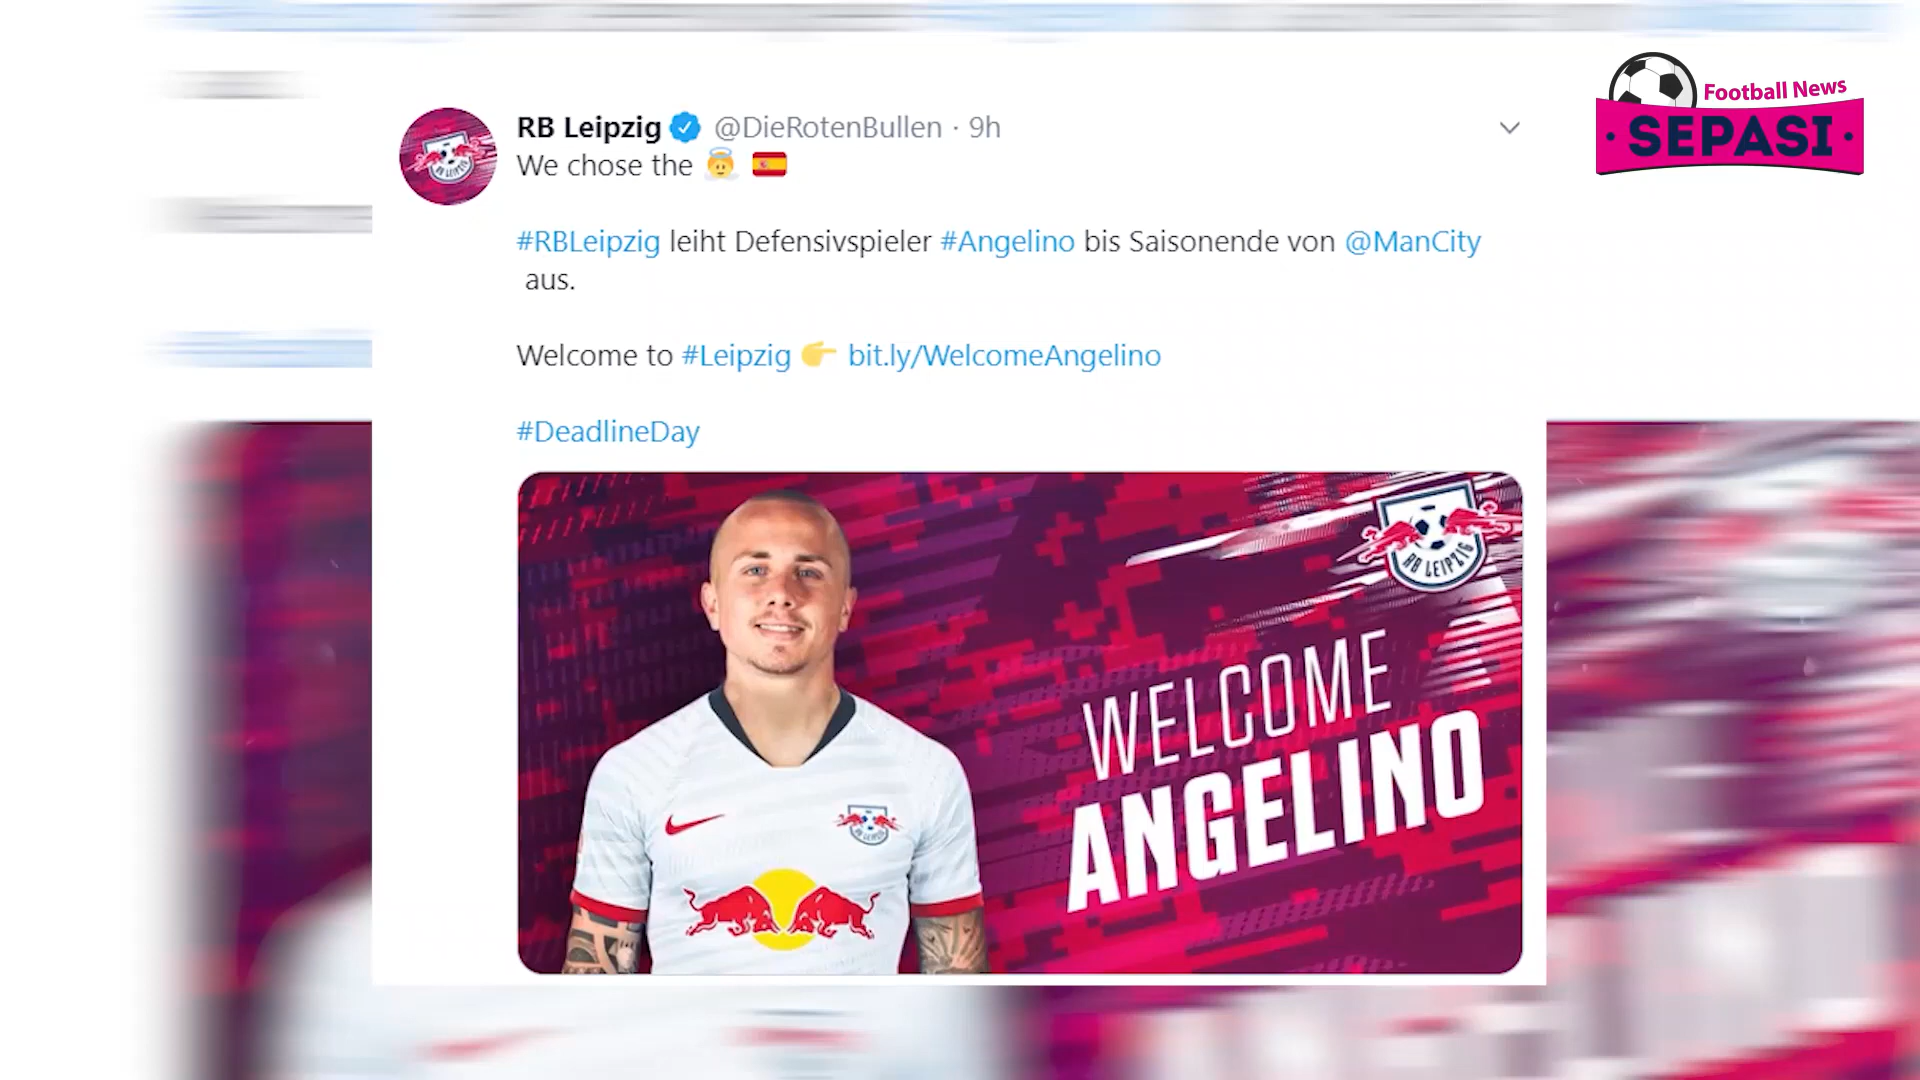 Football News
SEPASI
RB Leipzig @DieRotenBullen · 9h
We chose the 😇 🇪🇸
#RBLeipzig leiht Defensivspieler #Angelino bis Saisonende von @ManCity
aus.
Welcome to #Leipzig 👉 bit.ly/WelcomeAngelino
#DeadlineDay
RB LEIPZIG
WELCOME
ANGELINO